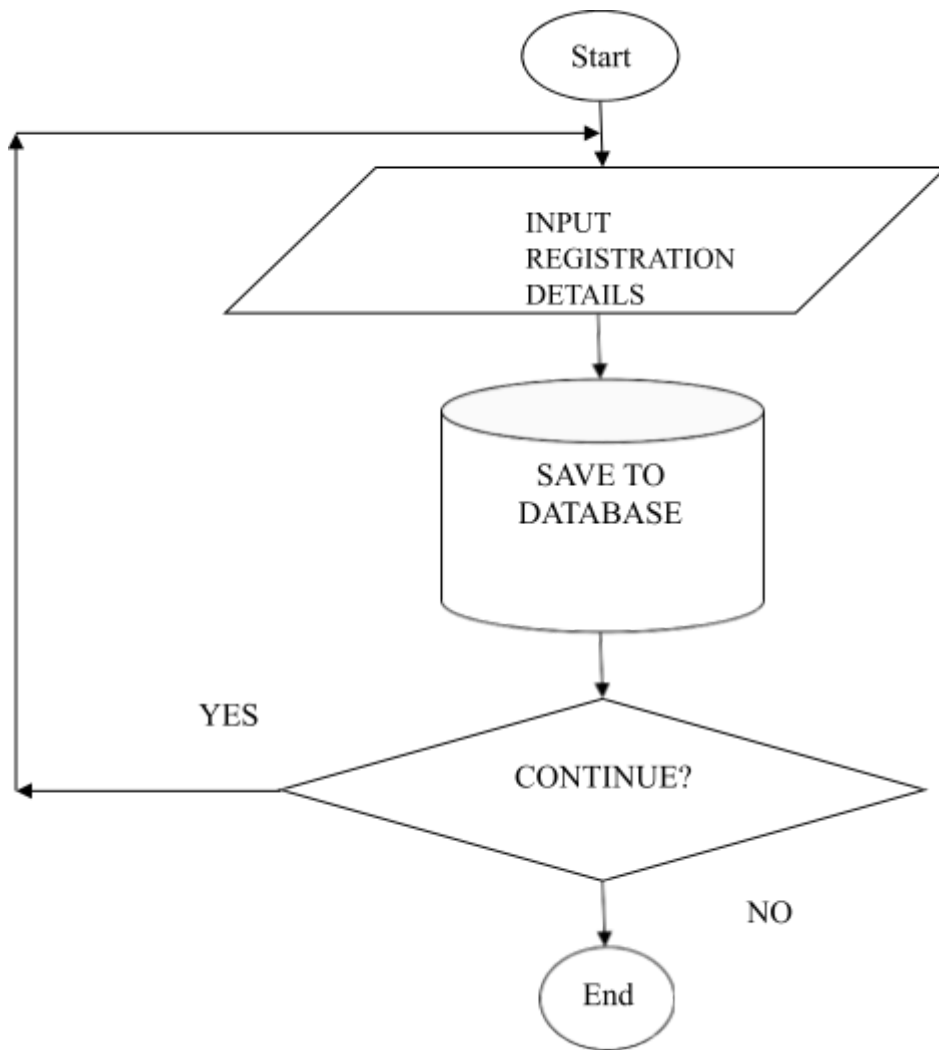 Start
INPUT
REGISTRATION
DETAILS
SAVE TO
DATABASE
YES
CONTINUE?
NO
End